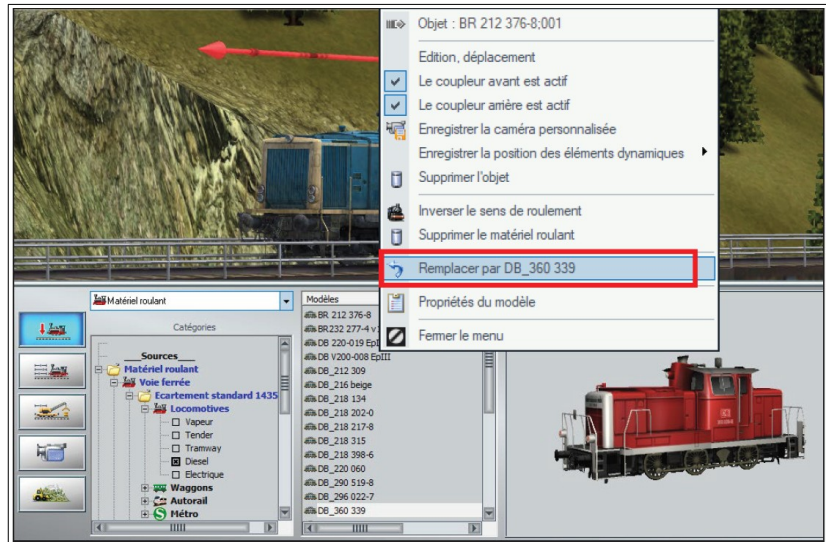 Objet : BR 212 376-8;001
Edition, déplacement
Le coupleur avant est actif
Le coupleur arrière est actif
Enregistrer la caméra personnalisée
Enregistrer la position des éléments dynamiques
Supprimer l'objet
Inverser le sens de roulement
Supprimer le matériel roulant
Remplacer par DB_360 339
Propriétés du modèle
Fermer le menu
Matériel roulant
Catégories
__Sources__
Matériel roulant
Voie ferrée
Ecartement standard 1435
Locomotives
Vapeur
Tender
Tramway
Diesel
Electrique
Waggons
Autorail
Métro
Modèles
BR 212 376-8
BR232 277-4 v
DB 220-019 Ep
DB V200-008 EpIII
DB_212 309
DB_216 beige
DB_218 134
DB_218 202-0
DB_218 217-8
DB_218 315
DB_218 398-6
DB_220 060
DB_290 519-8
DB_296 022-7
DB_360 339